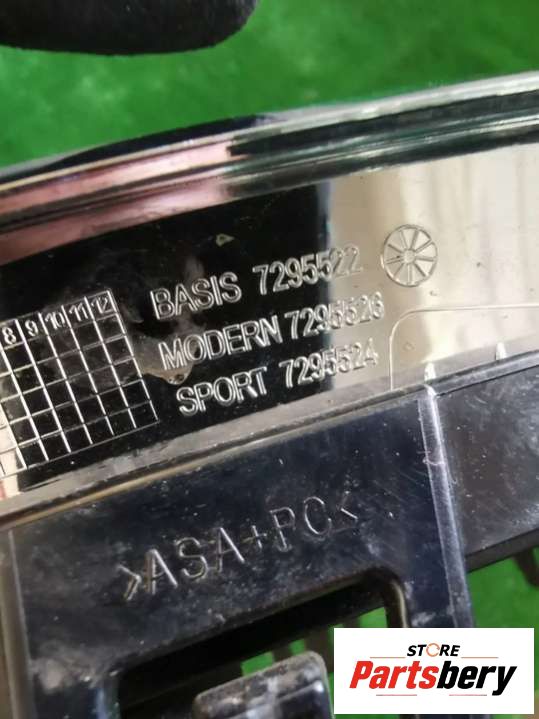 BASIS 7295522
8 9 10 11 12
MODERN 7295526
SPORT 7295524
>ASA+PC<
STORE
Partsbery